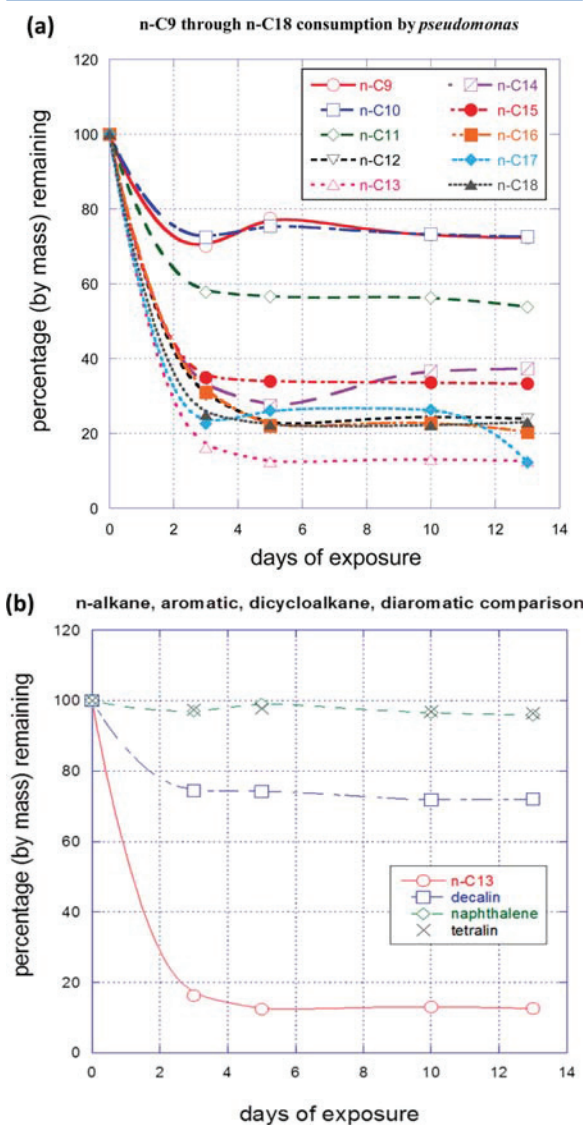 (a)
n-C9 through n-C18 consumption by pseudomonas
percentage (by mass) remaining
120
100
80
60
40
20
0
n-C9
n-C10
n-C11
n-C12
n-C13
n-C14
n-C15
n-C16
n-C17
n-C18
0 2 4 6 8 10 12 14
days of exposure
(b)
n-alkane, aromatic, dicycloalkane, diaromatic comparison
percentage (by mass) remaining
120
100
80
60
40
20
0
n-C13
decalin
naphthalene
tetralin
0 2 4 6 8 10 12 14
days of exposure